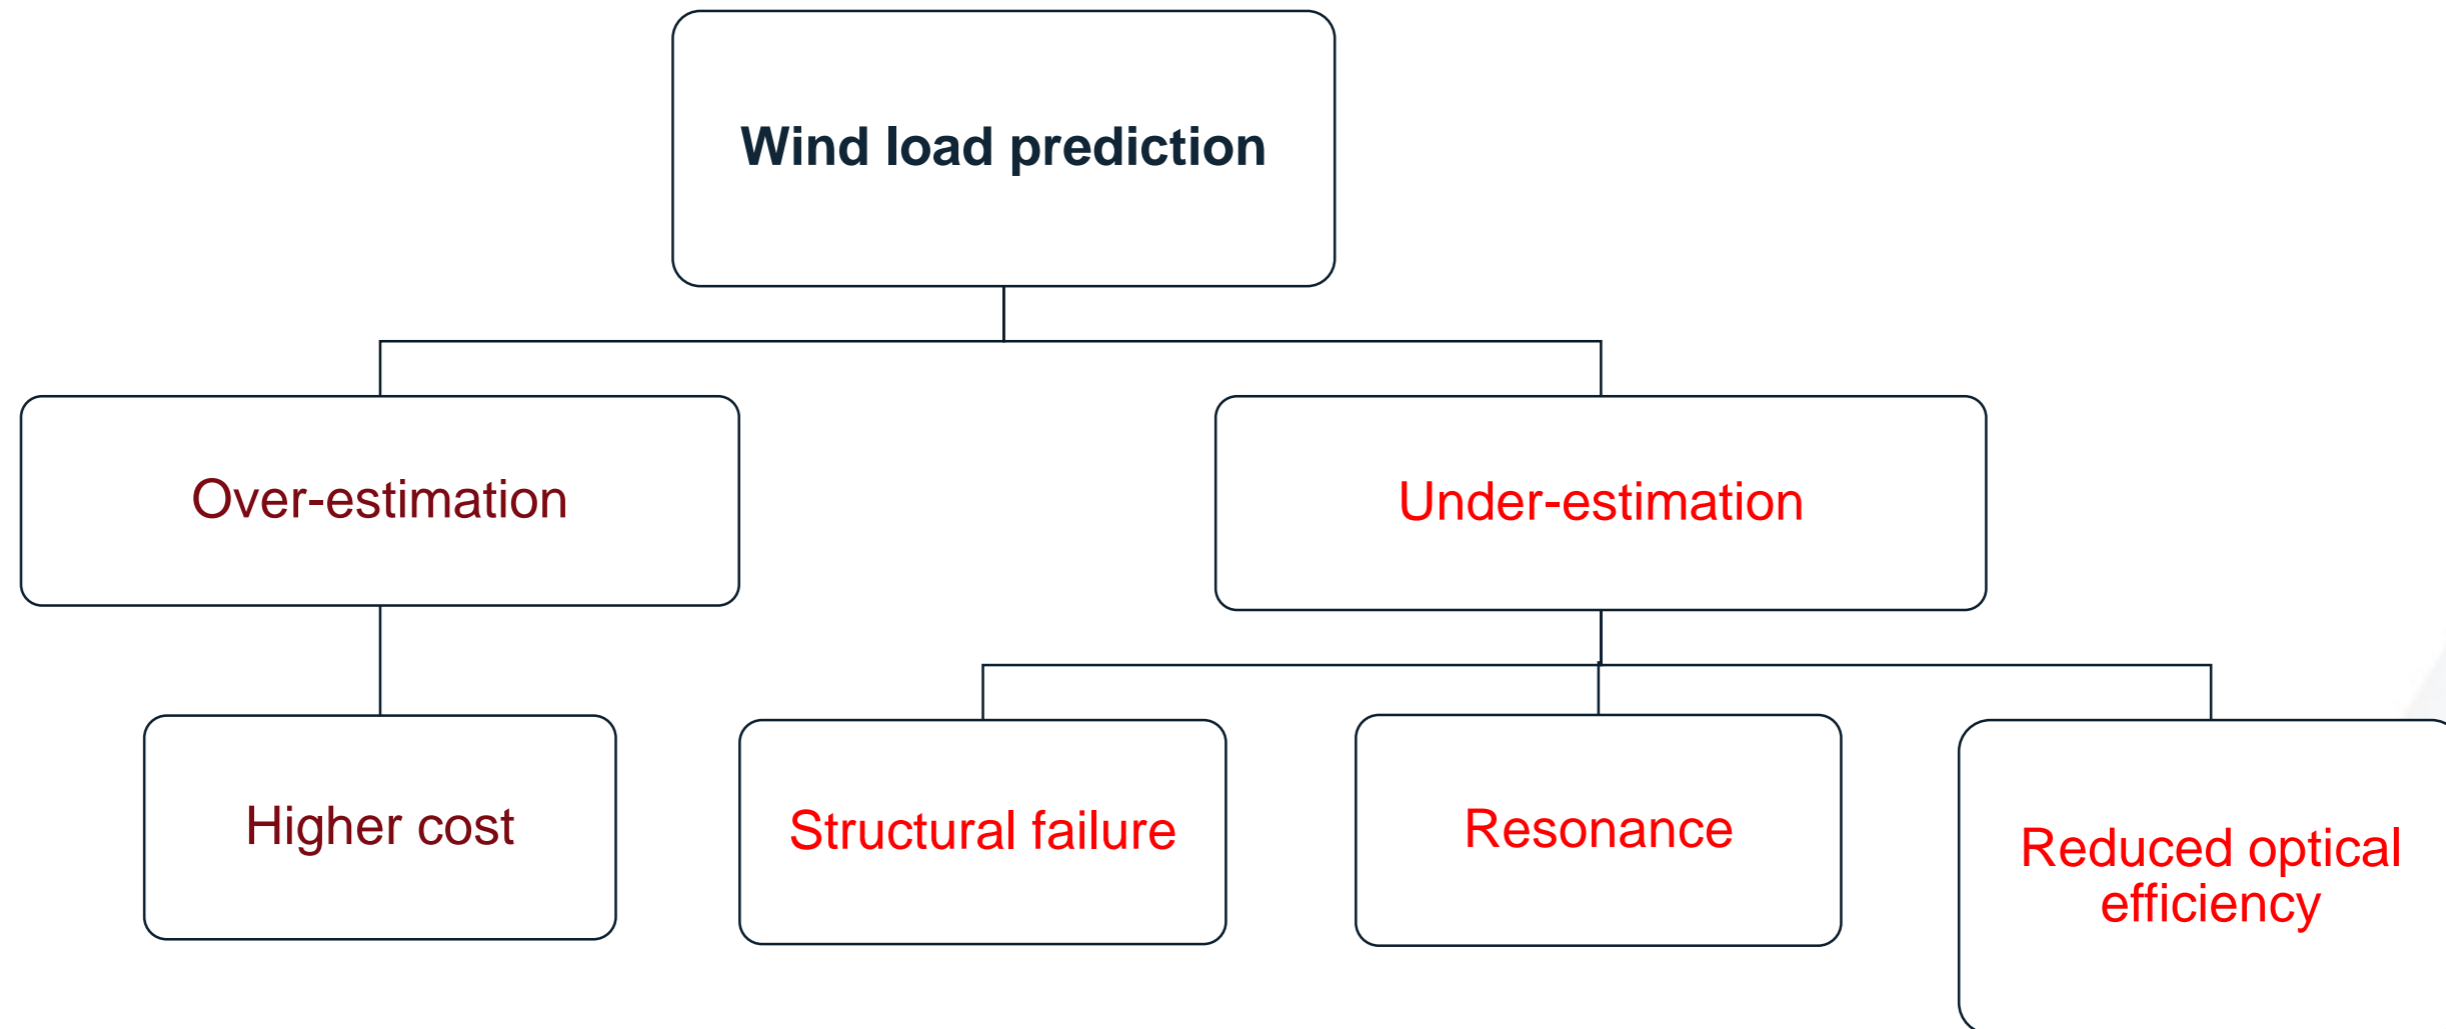 Wind load prediction
Over-estimation
Under-estimation
Higher cost
Structural failure
Resonance
Reduced optical
efficiency